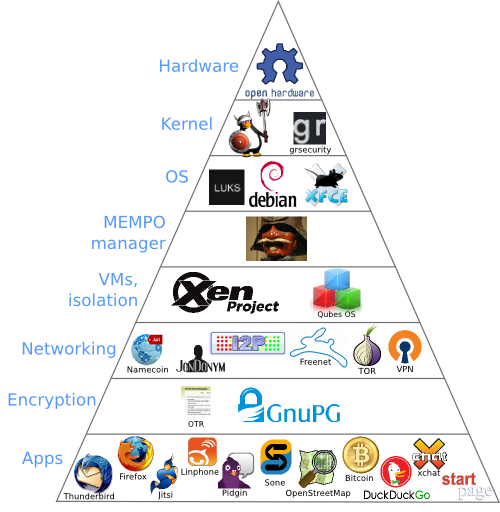 Hardware
open hardware
Kernel
gr
grsecurity
OS
LUKS
debian
XFCE
MEMPO
manager
VMs,
isolation
Xen
Project
Qubes OS
Networking
.bit
Namecoin
JonDonym
I2P
Freenet
TOR
VPN
Encryption
OTR
GnuPG
Apps
Thunderbird
Firefox
Jitsi
Linphone
Pidgin
Sone
OpenStreetMap
Bitcoin
DuckDuckGo
xchat
start
page